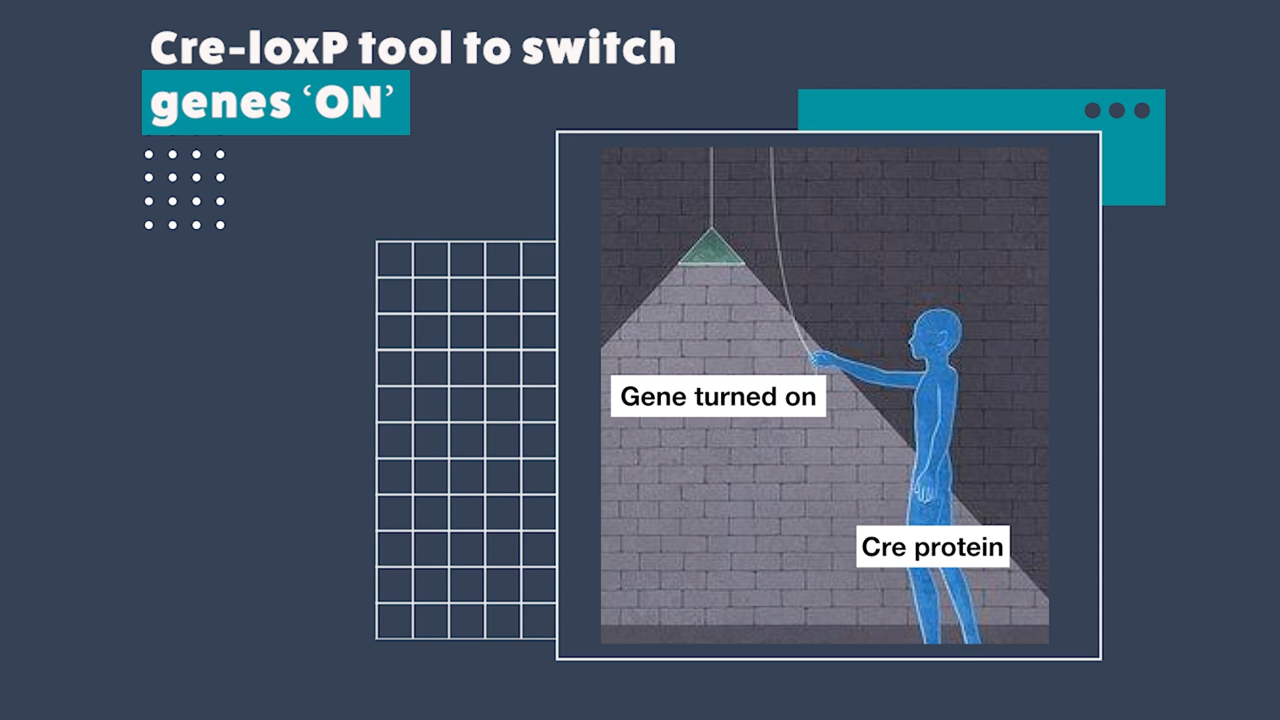 Cre-loxP tool to switch
genes ‘ON’
Gene turned on
Cre protein